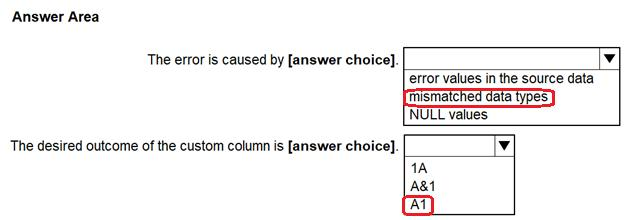 Answer Area
The error is caused by [answer choice].
error values in the source data
mismatched data types
NULL values
The desired outcome of the custom column is [answer choice].
1A
A&1
A1